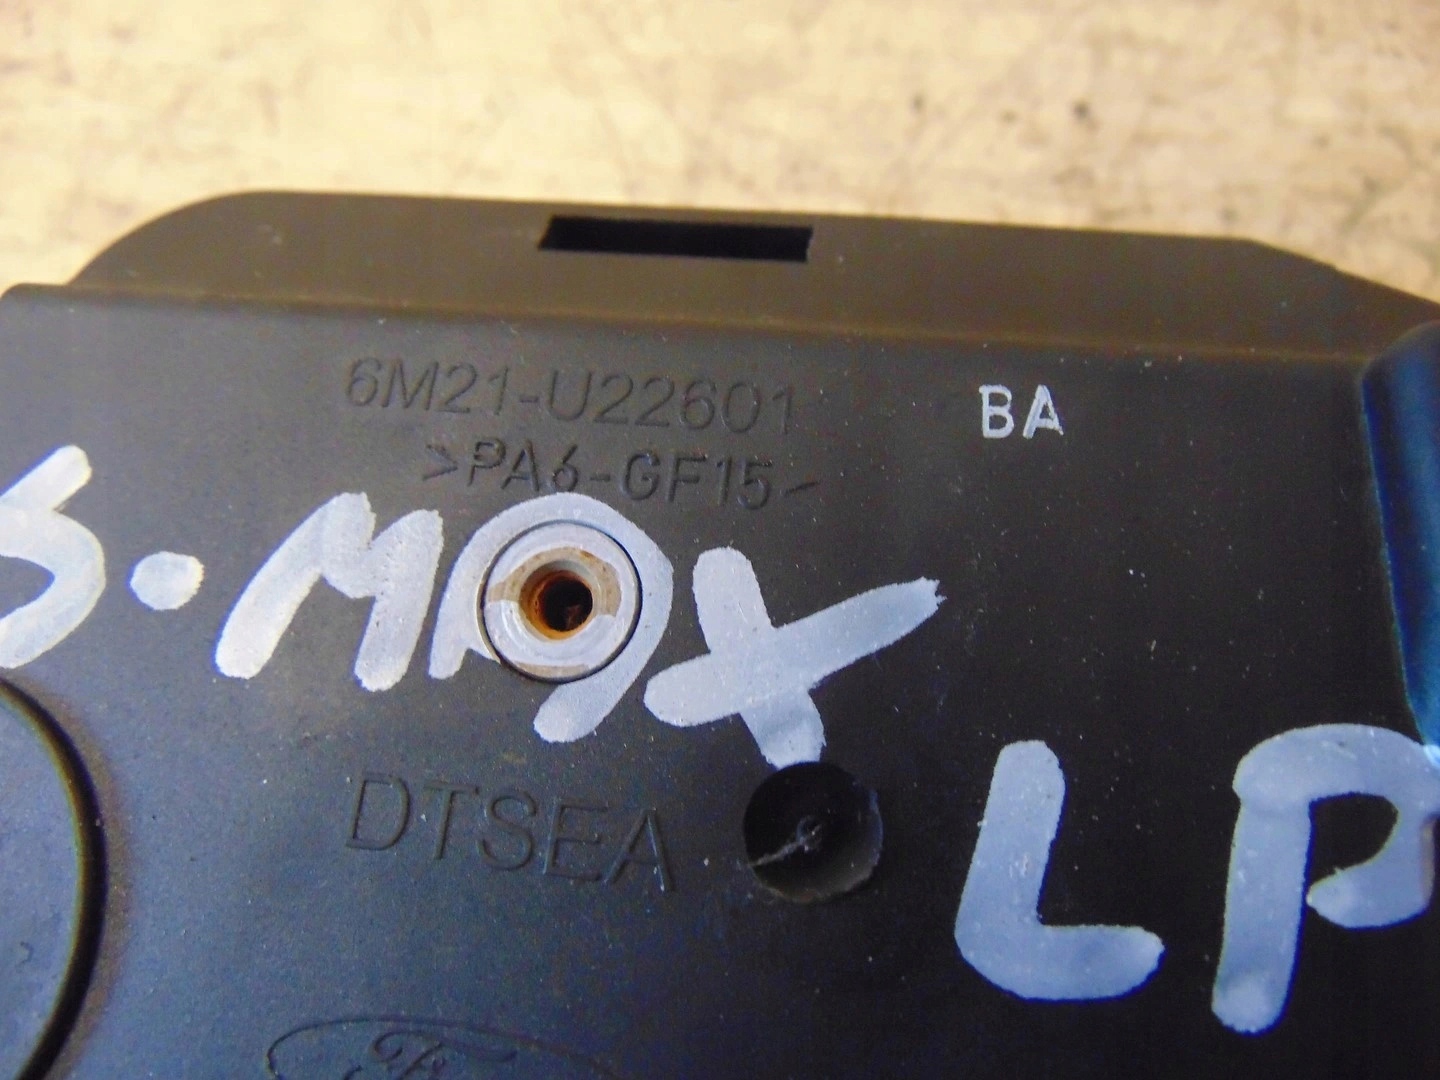 6M21-U22601 BA
>PA6-GF15-
S.MAX
DTSEA
LP